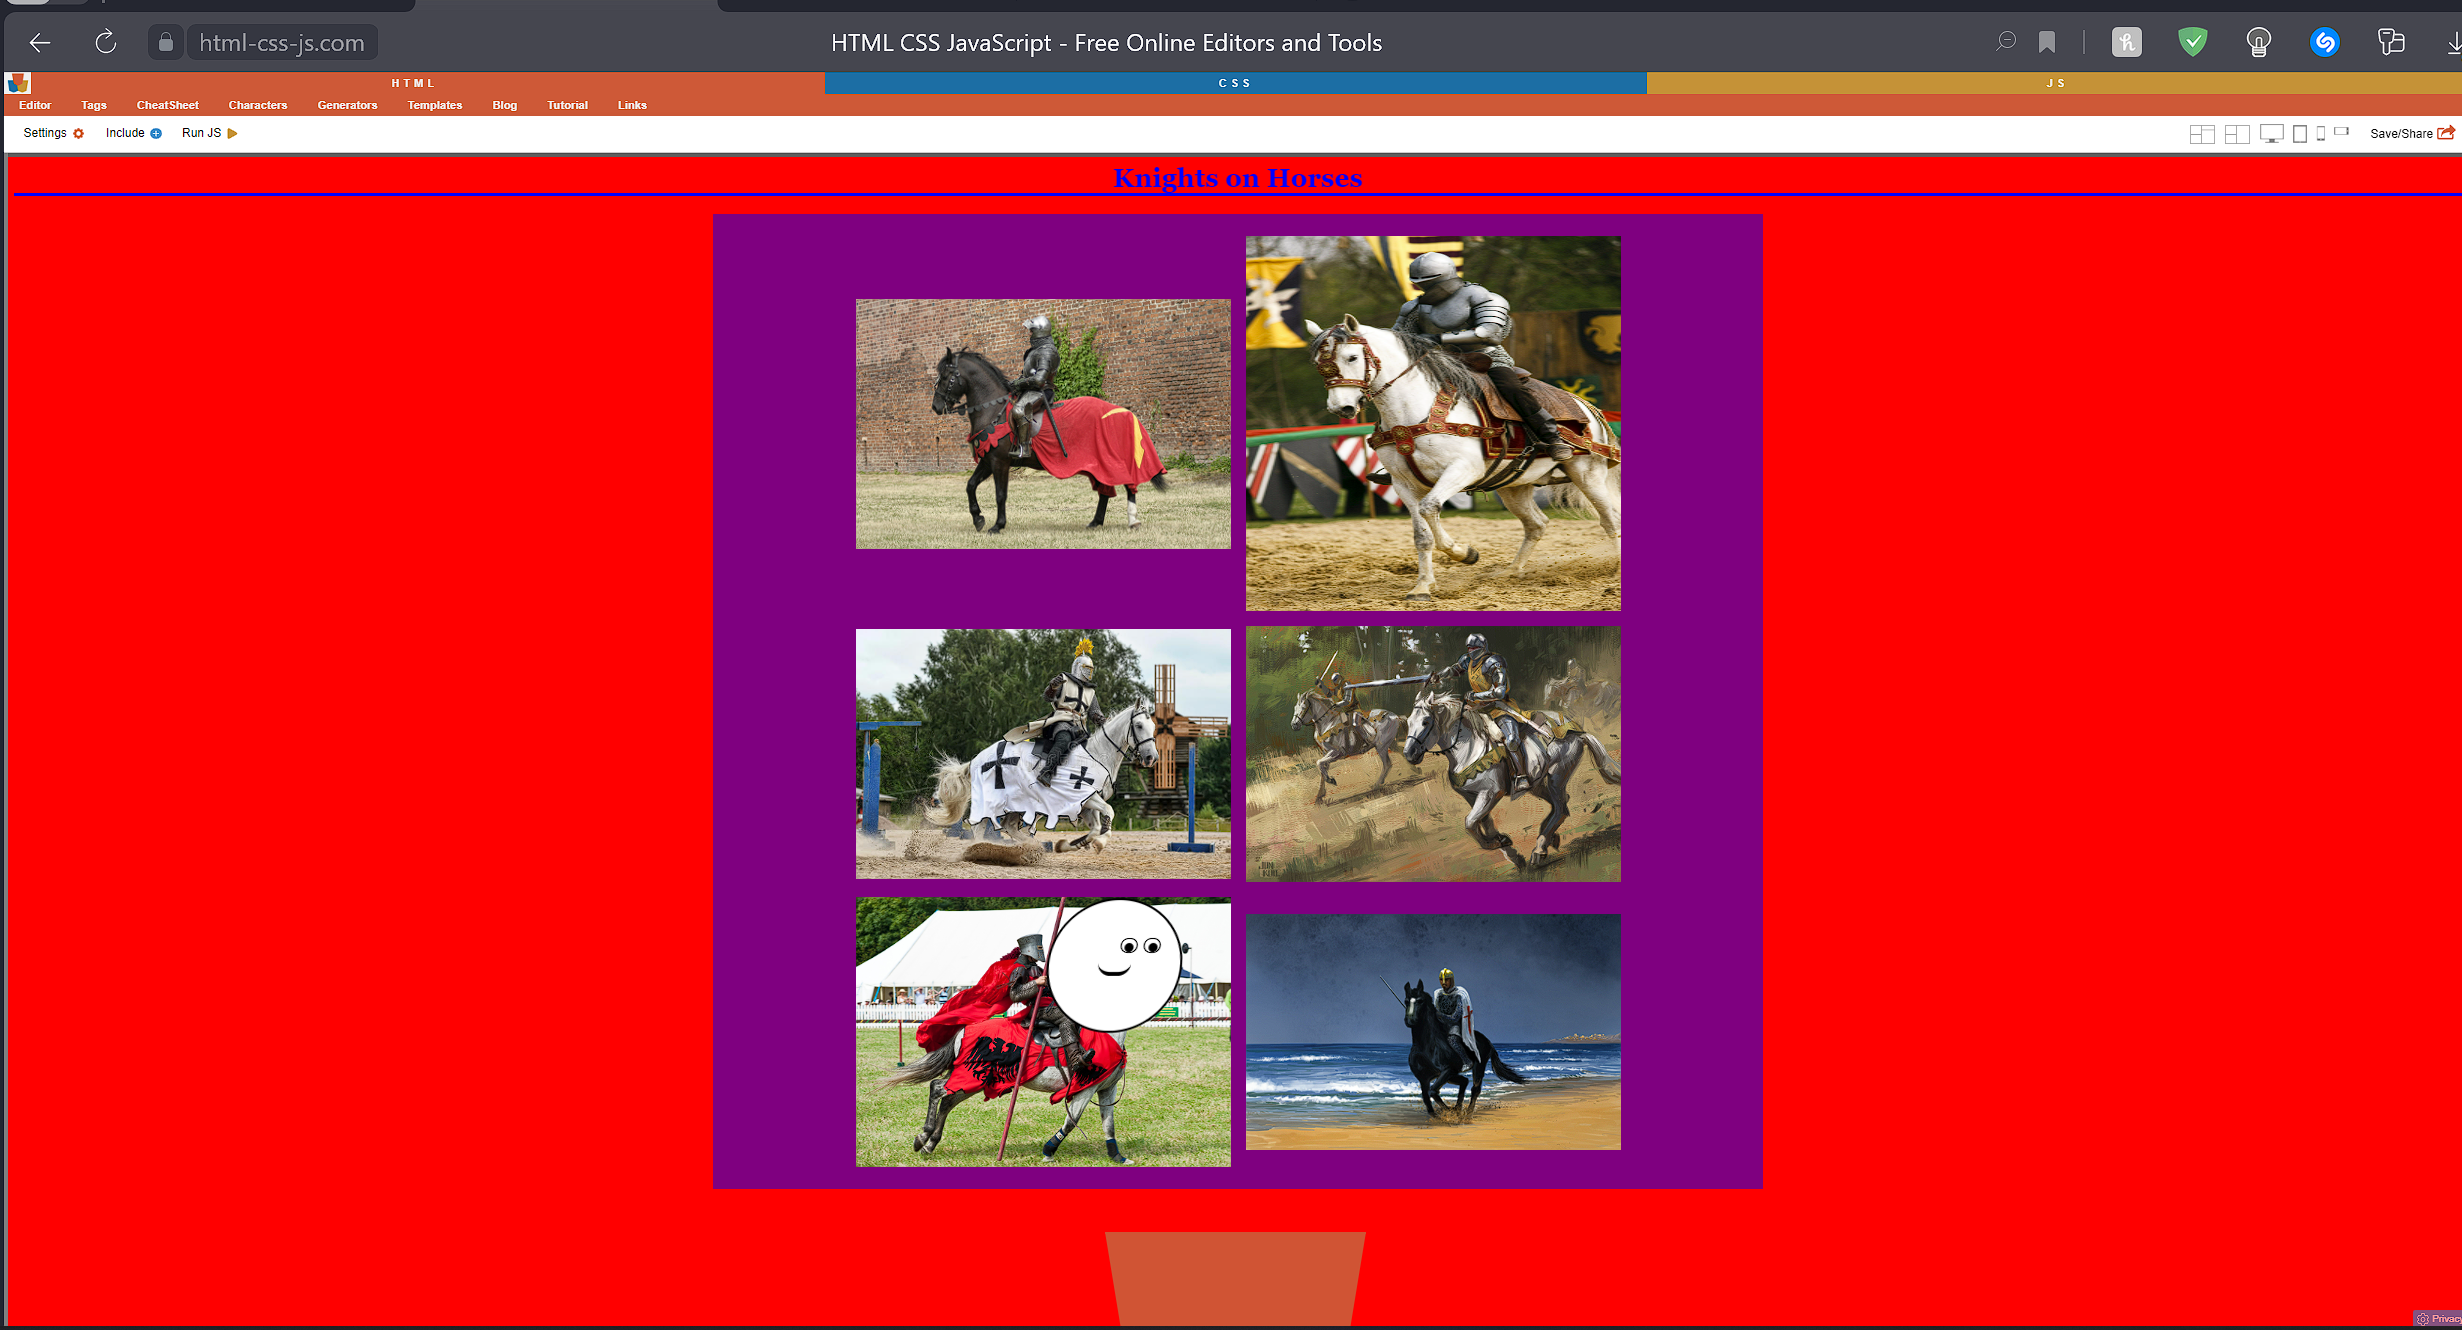 html-css-js.com
HTML CSS JavaScript - Free Online Editors and Tools
HTML
CSS
JS
Editor Tags CheatSheet Characters Generators Templates Blog Tutorial Links
Settings Include Run JS
Save/Share
Knights on Horses